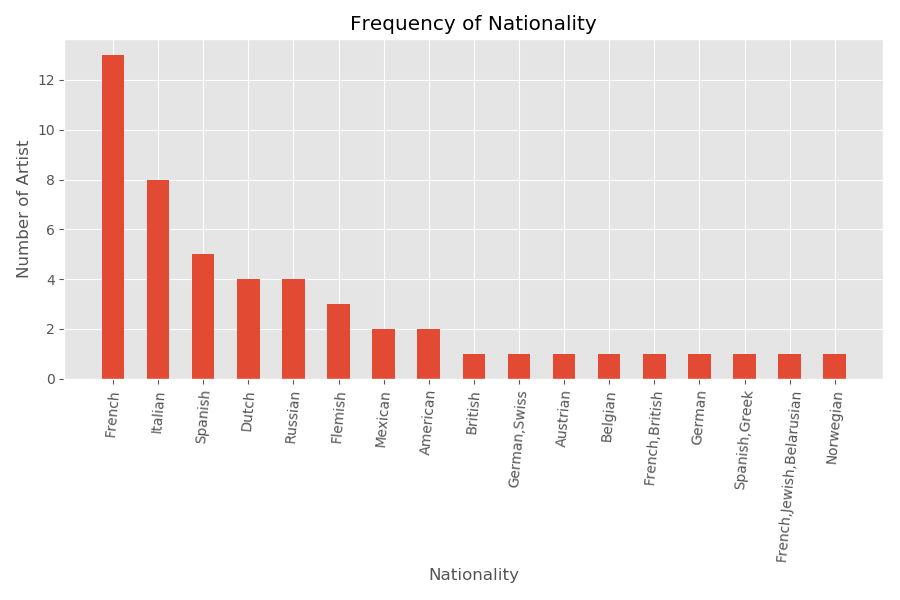 Frequency of Nationality
Number of Artist
12
10
8
6
4
2
0
French
Italian
Spanish
Dutch
Russian
Flemish
Mexican
American
British
German,Swiss
Austrian
Belgian
French,British
German
Spanish,Greek
French,Jewish,Belarusian
Norwegian
Nationality